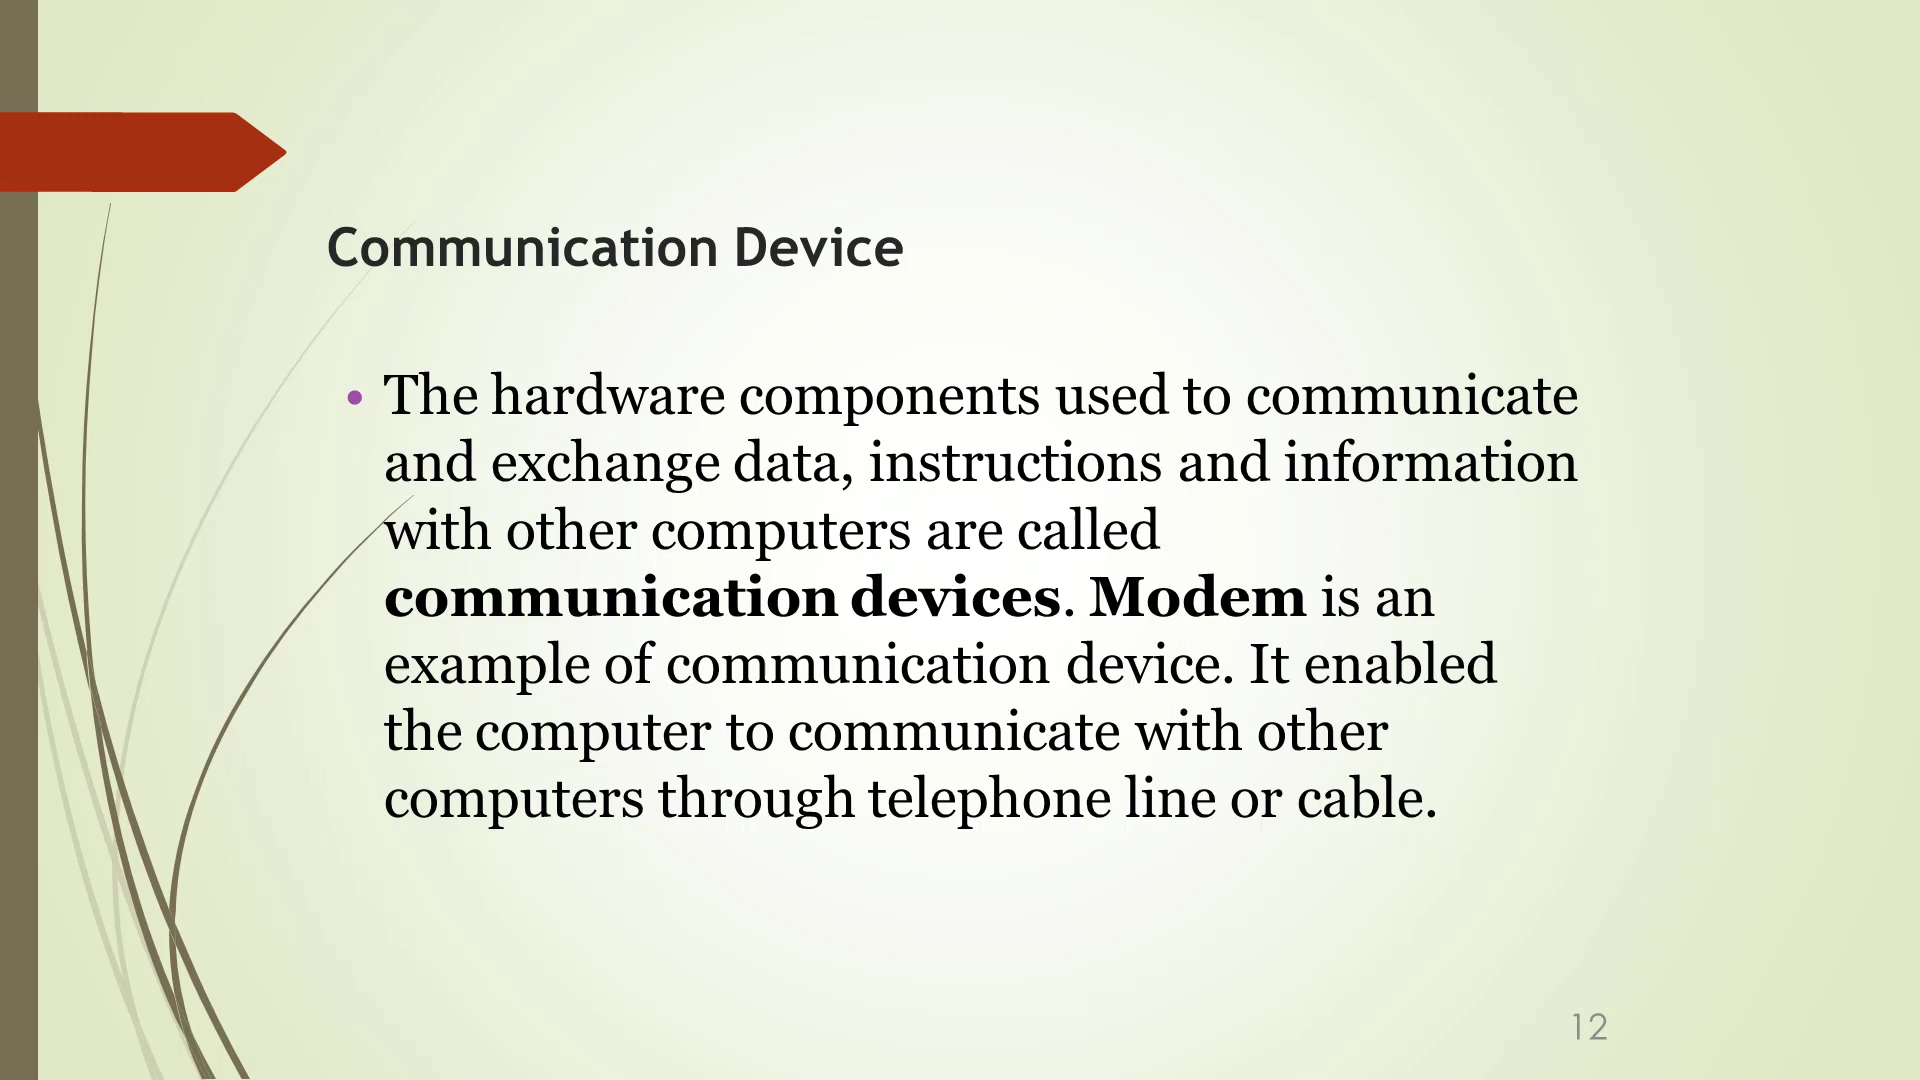 Communication Device
• The hardware components used to communicate
and exchange data, instructions and information
with other computers are called
communication devices. Modem is an
example of communication device. It enabled
the computer to communicate with other
computers through telephone line or cable.
12